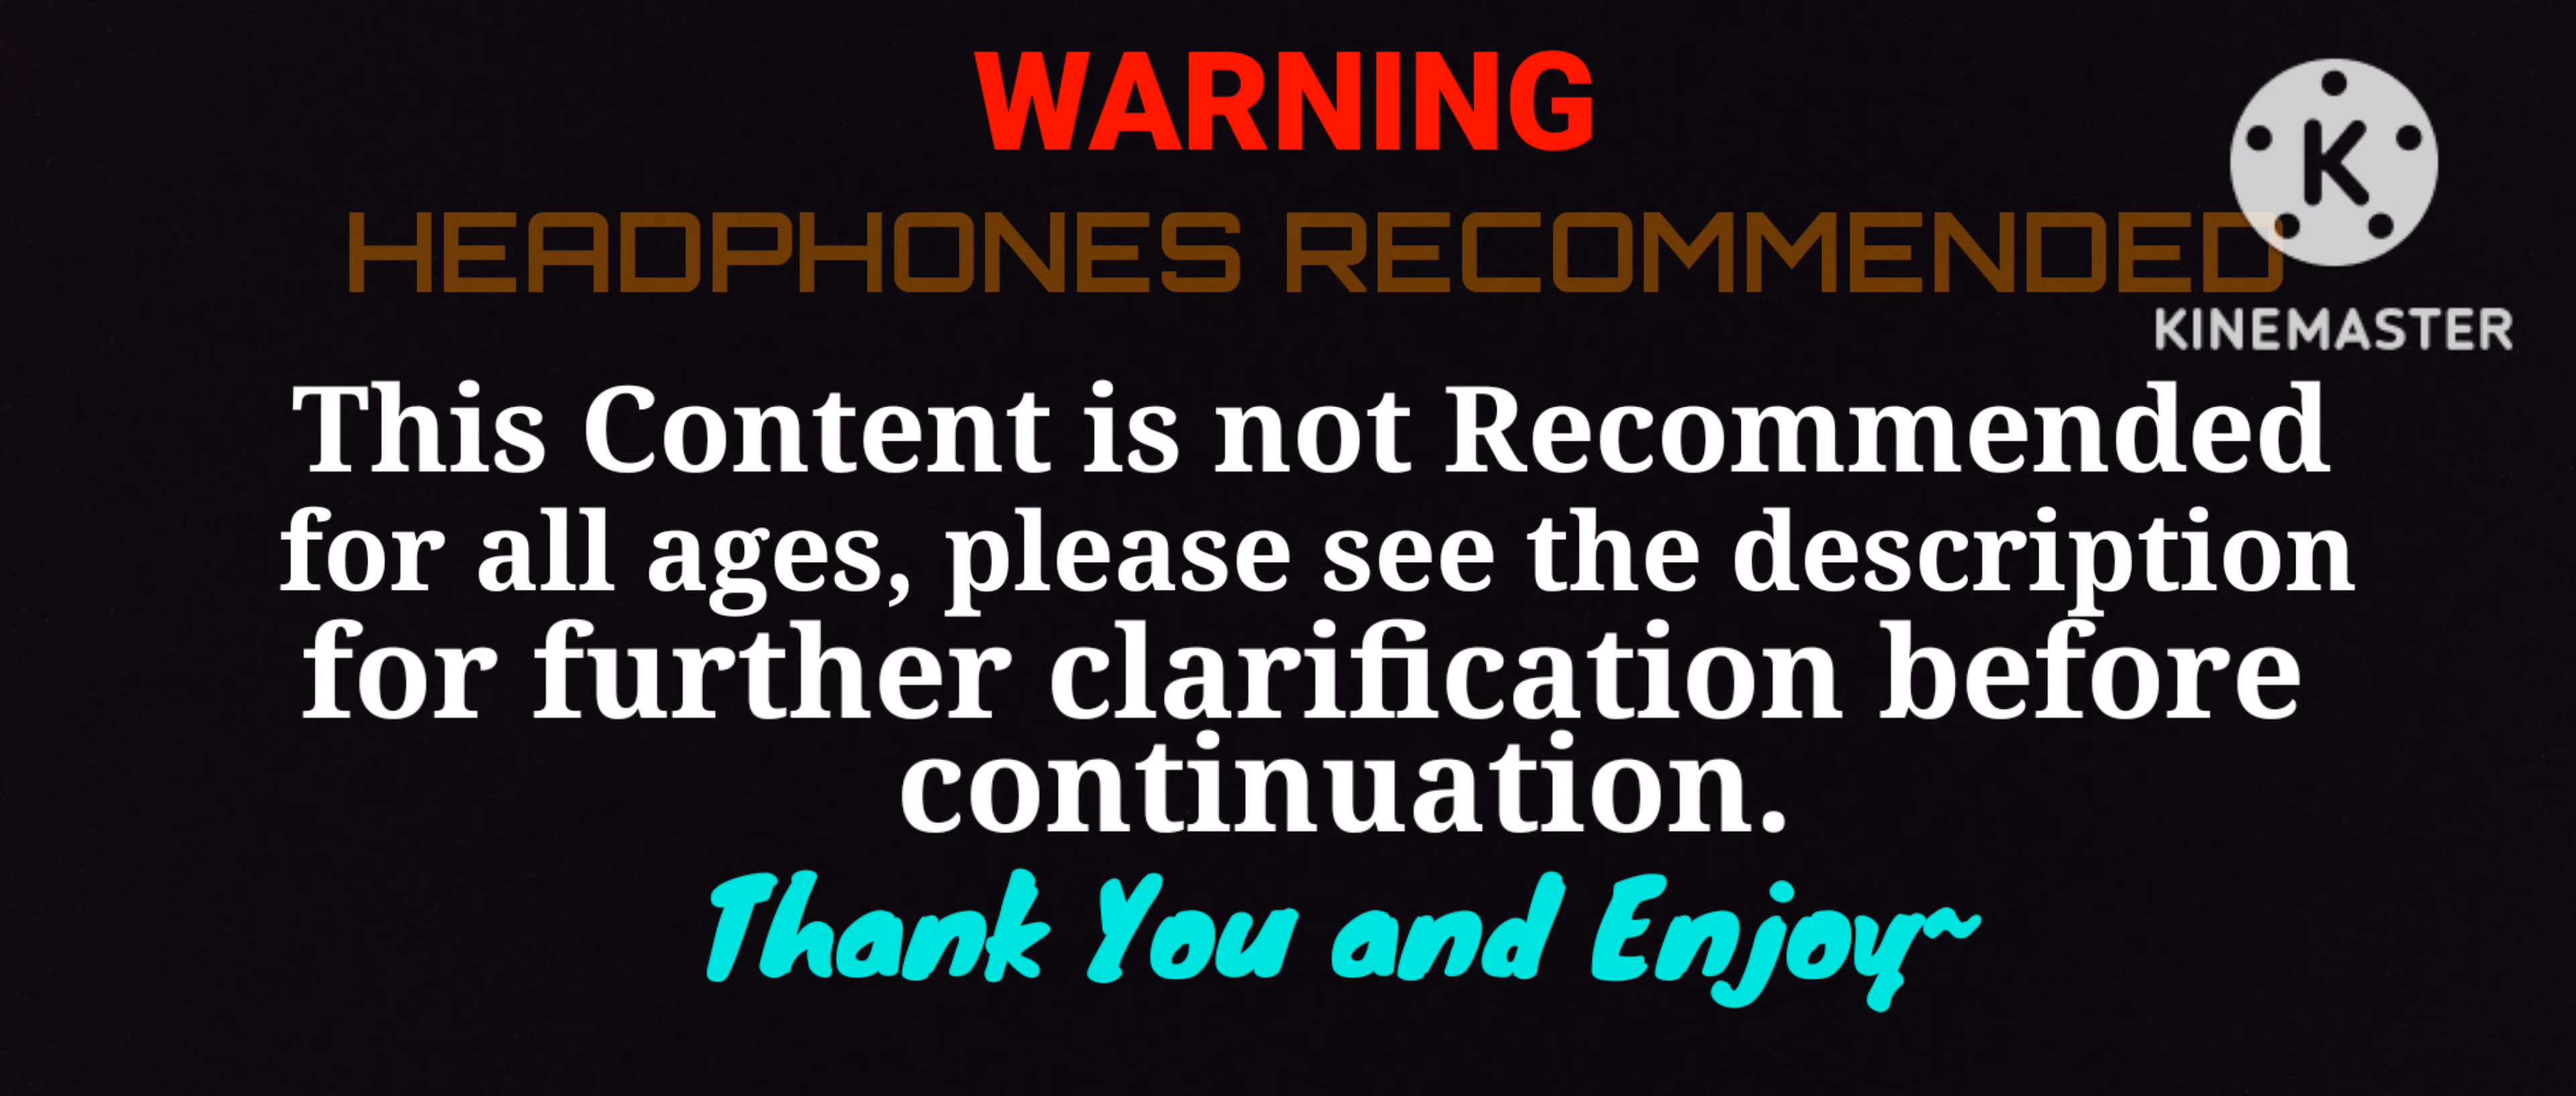 WARNING
HEADPHONES RECOMMENDED
K
KINEMASTER
This Content is not Recommended
for all ages, please see the description
for further clarification before
continuation.
Thank You and Enjoy~